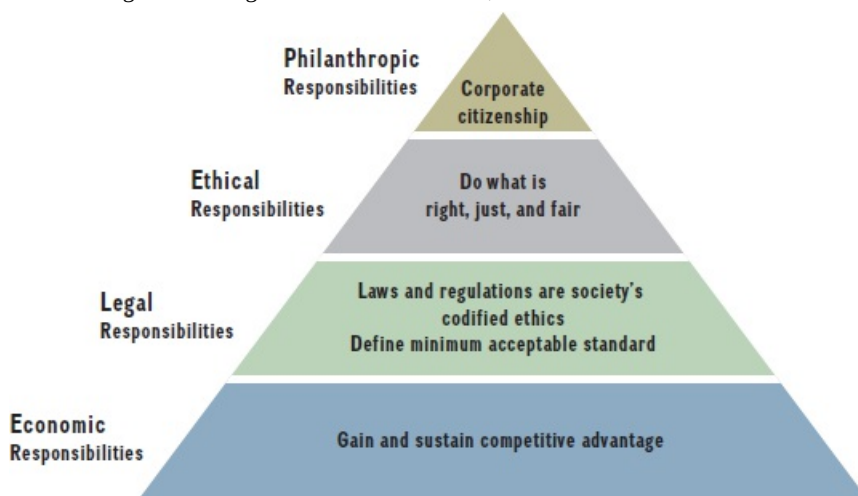 Philanthropic
Responsibilities
Corporate
citizenship
Ethical
Responsibilities
Do what is
right, just, and fair
Legal
Responsibilities
Laws and regulations are society's
codified ethics
Define minimum acceptable standard
Economic
Responsibilities
Gain and sustain competitive advantage